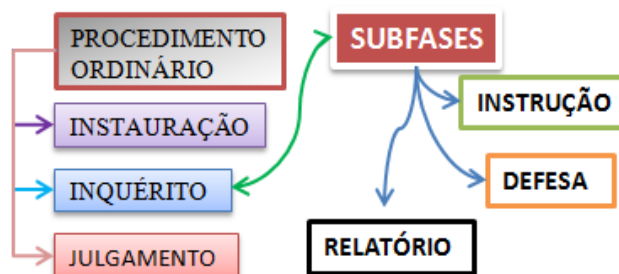 PROCEDIMENTO
ORDINÁRIO
INSTAURAÇÃO
INQUÉRITO
JULGAMENTO
SUBFASES
INSTRUÇÃO
DEFESA
RELATÓRIO